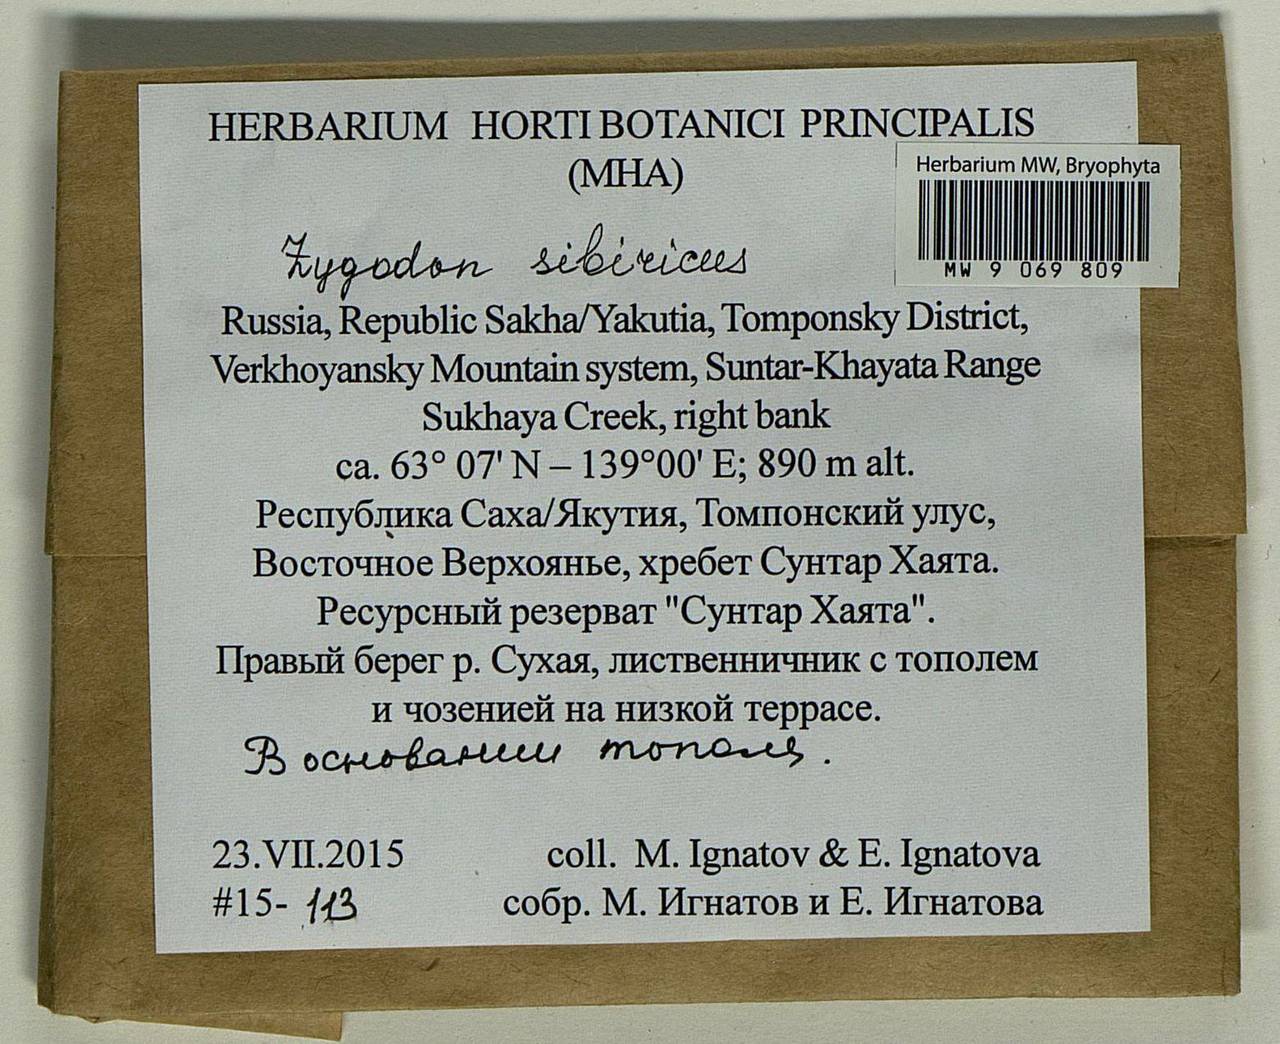 HERBARIUM HORTI BOTANICI PRINCIPALIS
(MHA)
Herbarium MW, Bryophyta
MW 9 069 809
Zygodon sibiricus
Russia, Republic Sakha/Yakutia, Tomponsky District,
Verkhoyansky Mountain system, Suntar-Khayata Range
Sukhaya Creek, right bank
ca. 63° 07' N – 139°00' E; 890 m alt.
Республика Саха/Якутия, Томпонский улус,
Восточное Верхоянье, хребет Сунтар Хаята.
Ресурсный резерват "Сунтар Хаята".
Правый берег р. Сухая, лиственничник с тополем
и чозенией на низкой террасе.
В основании тополя.
23.VII.2015 coll. M. Ignatov & E. Ignatova
#15- 113 собр. М. Игнатов и Е. Игнатова